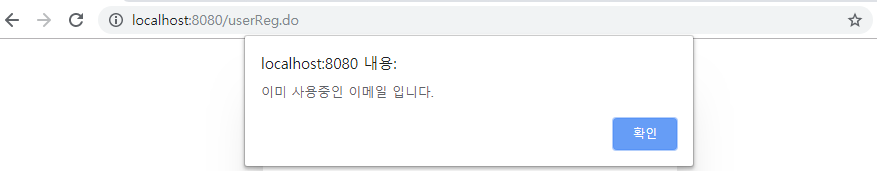 localhost:8080/userReg.do
localhost:8080 내용:
이미 사용중인 이메일 입니다.
확인